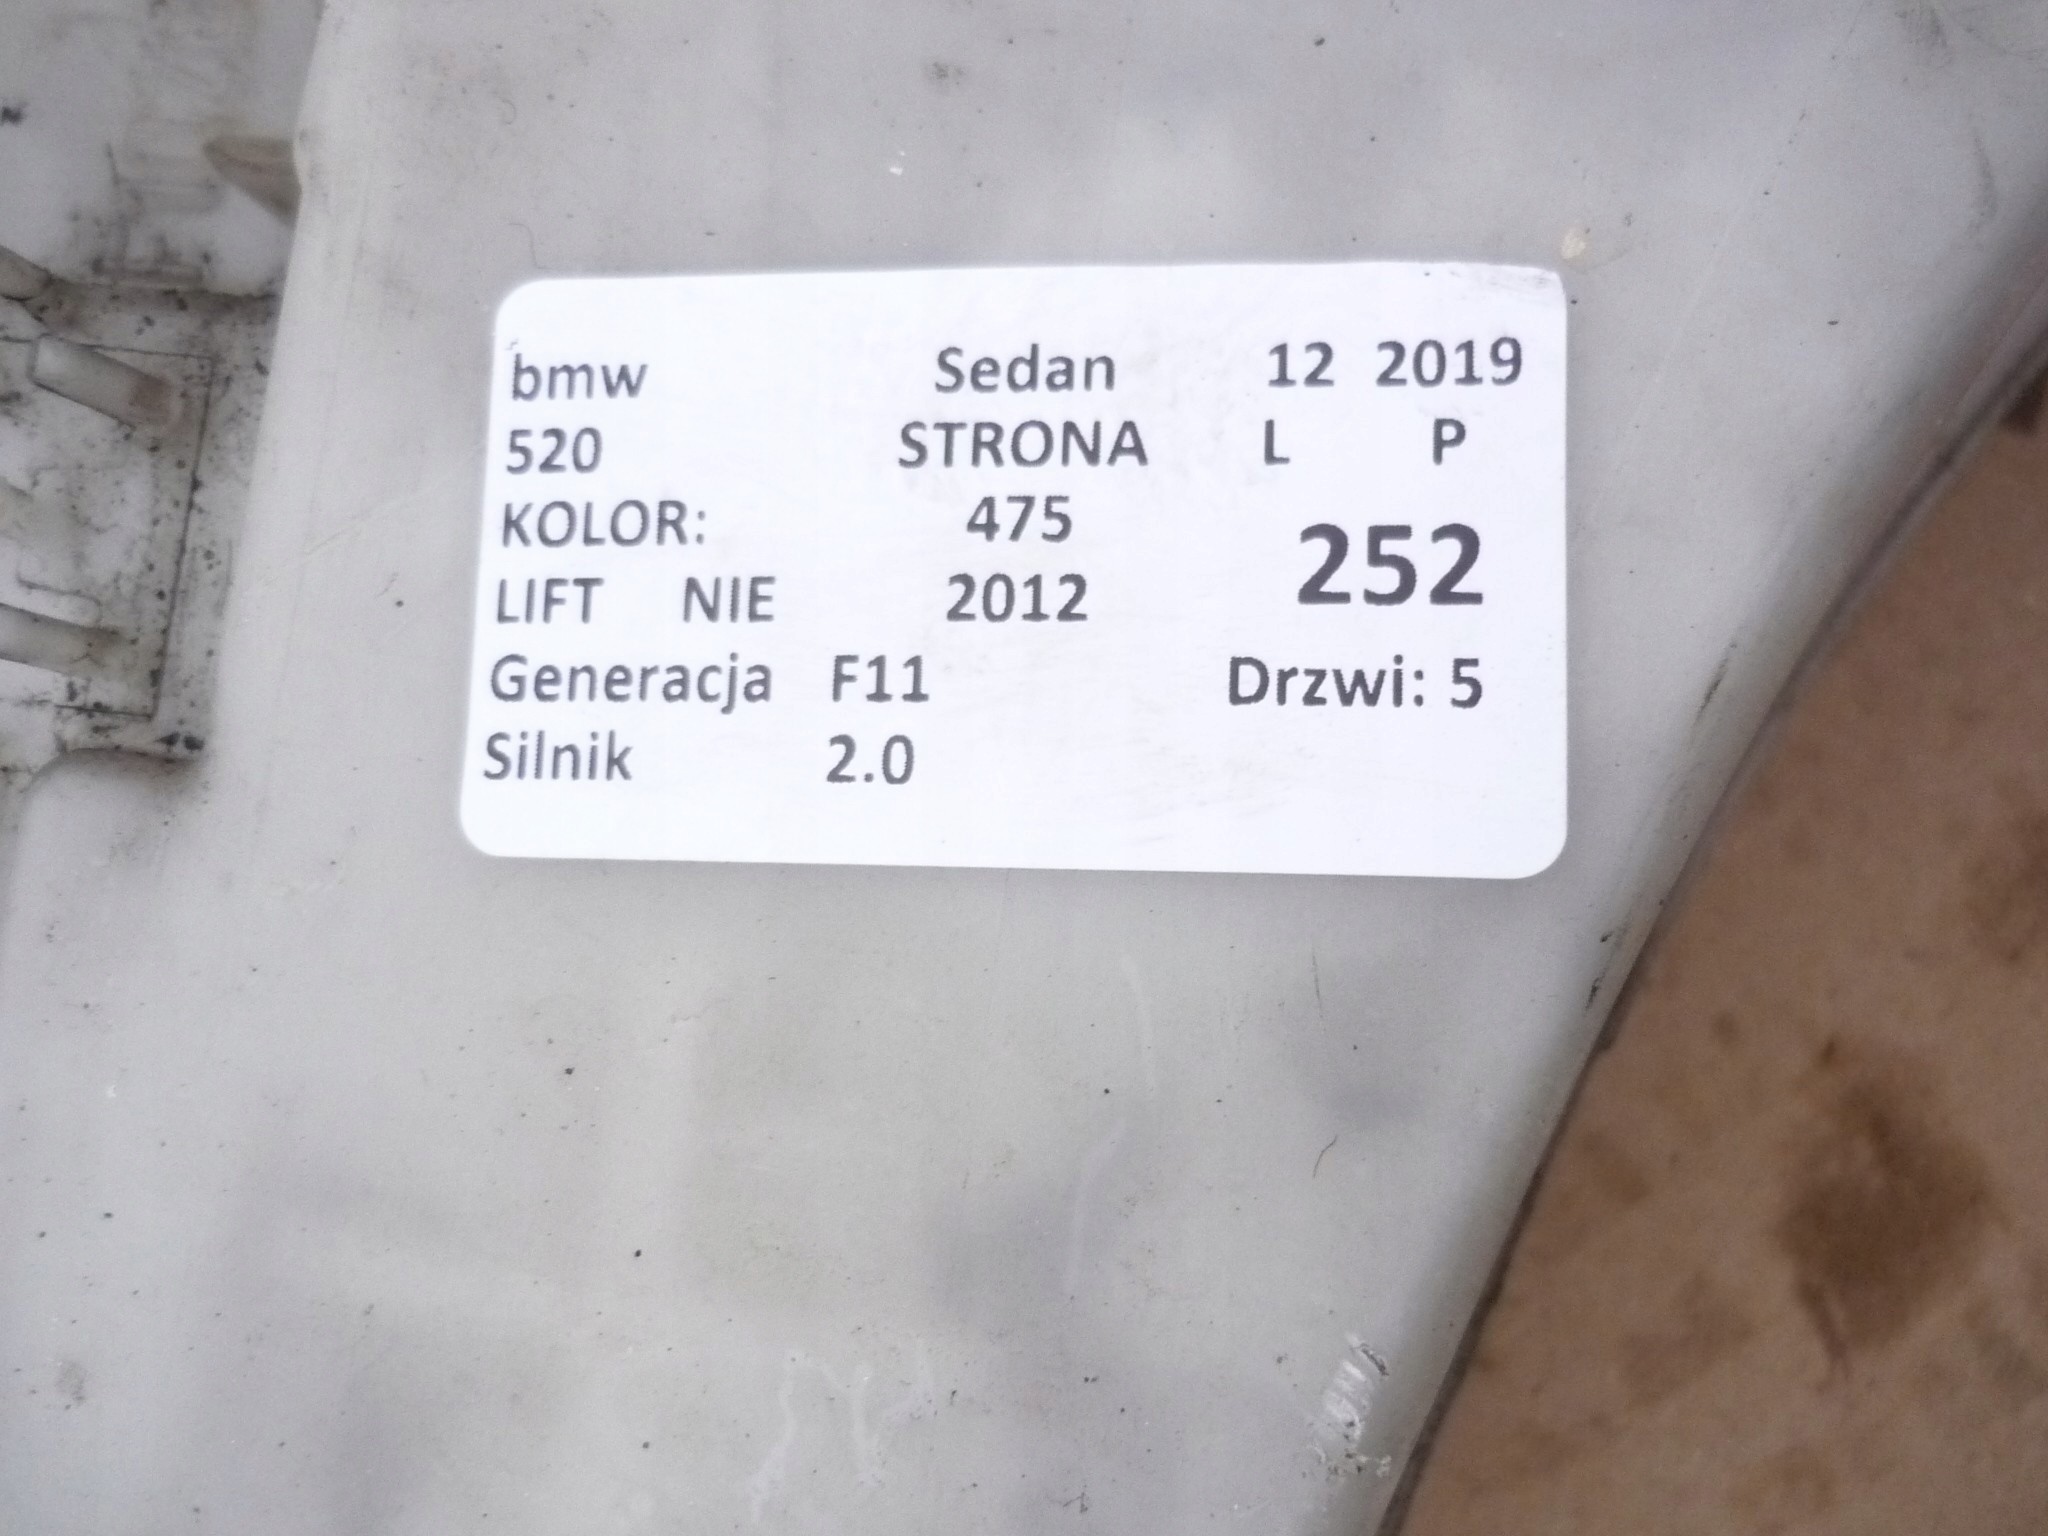 bmw Sedan 12 2019
520 STRONA L P
KOLOR: 475
252
LIFT NIE 2012
Generacja F11 Drzwi: 5
Silnik 2.0